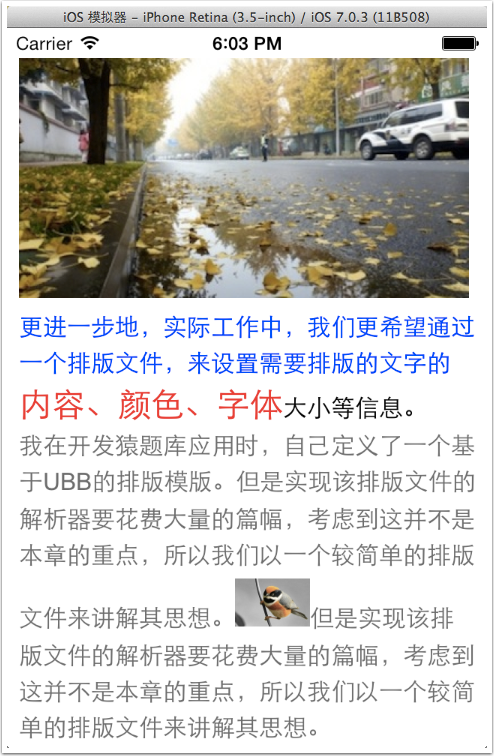 iOS 模拟器 - iPhone Retina (3.5-inch) / iOS 7.0.3 (11B508)
Carrier 6:03 PM
更进一步地，实际工作中，我们更希望通过
一个排版文件，来设置需要排版的文字的
内容、颜色、字体大小等信息。
我在开发猿题库应用时，自己定义了一个基
于UBB的排版模版。但是实现该排版文件的
解析器要花费大量的篇幅，考虑到这并不是
本章的重点，所以我们以一个较简单的排版
文件来讲解其思想。但是实现该排
版文件的解析器要花费大量的篇幅，考虑到
这并不是本章的重点，所以我们以一个较简
单的排版文件来讲解其思想。